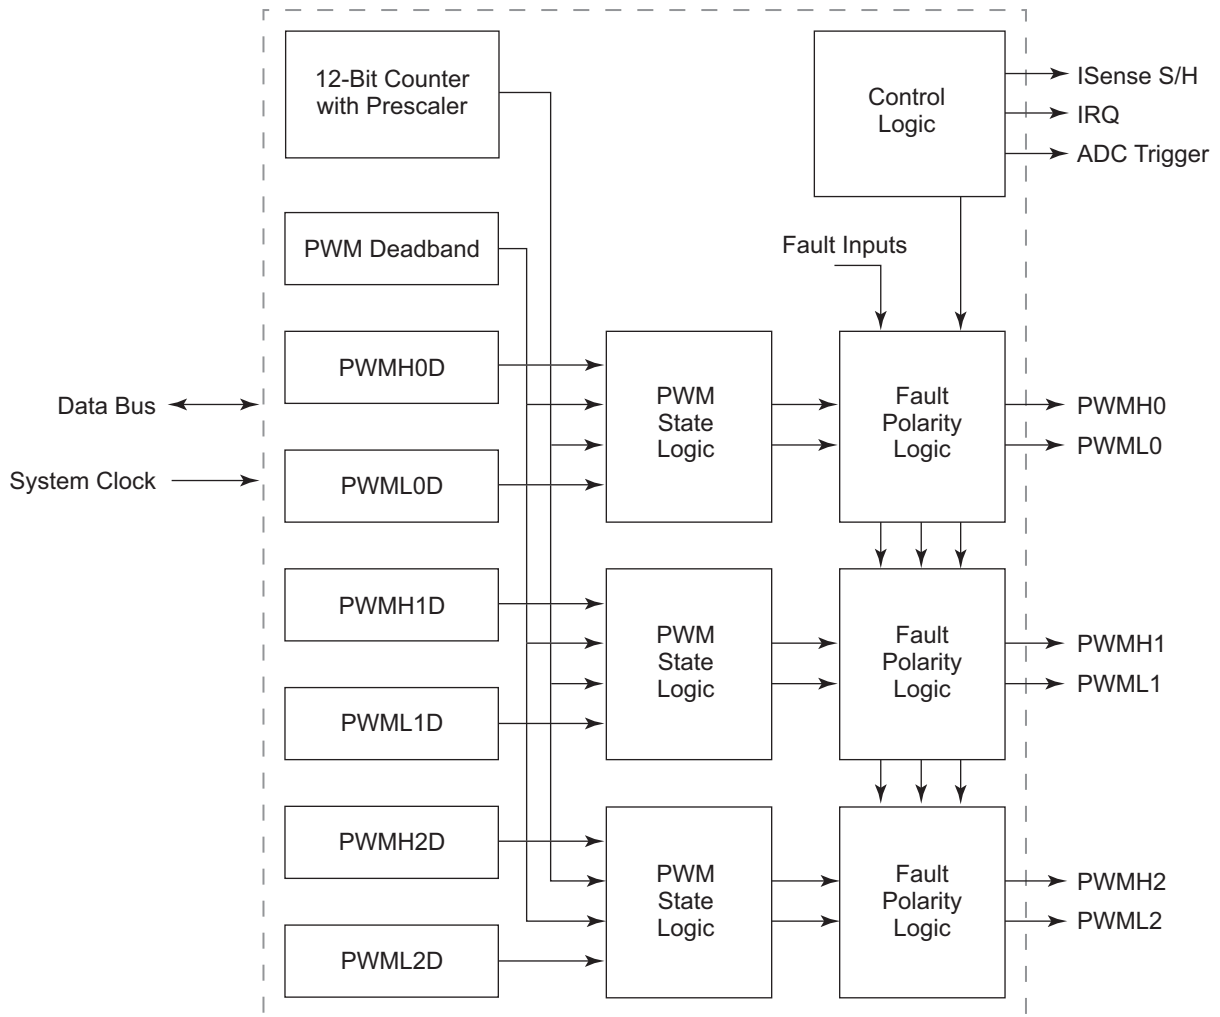 12-Bit Counter
with Prescaler
Control
Logic
ISense S/H
IRQ
ADC Trigger
PWM Deadband
Fault Inputs
PWMH0D
PWM
State
Logic
Fault
Polarity
Logic
Data Bus
PWMH0
PWML0
System Clock
PWML0D
PWMH1D
PWM
State
Logic
Fault
Polarity
Logic
PWMH1
PWML1
PWML1D
PWMH2D
PWM
State
Logic
Fault
Polarity
Logic
PWMH2
PWML2
PWML2D